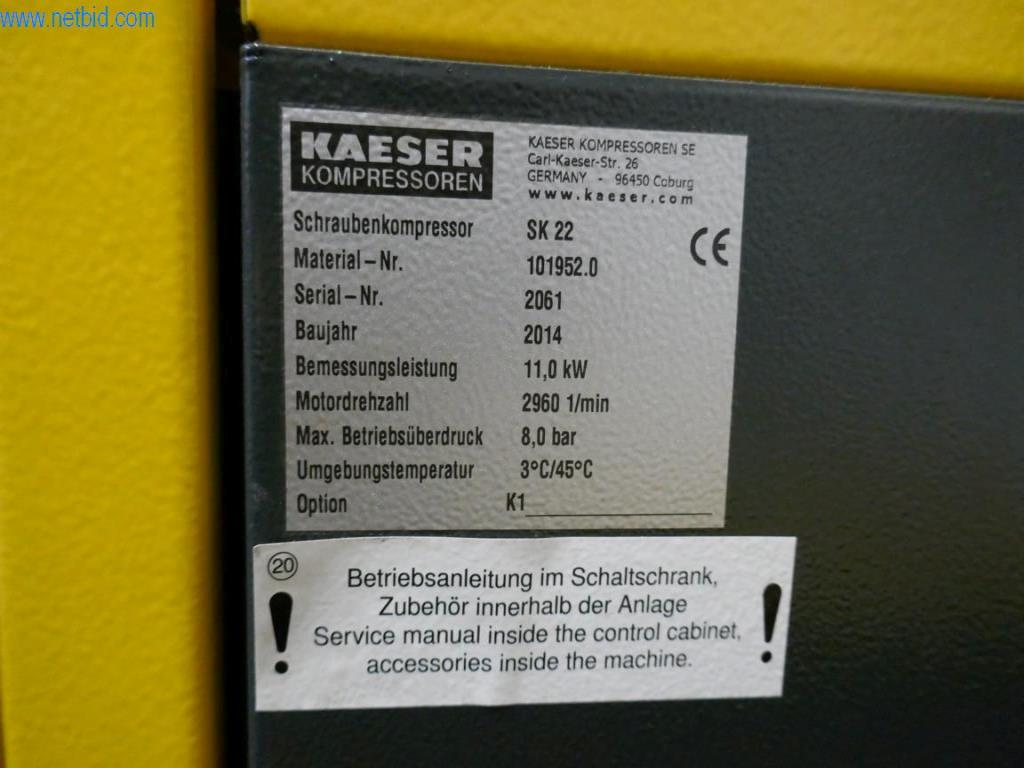 www.netbid.com
KAESER
KOMPRESSOREN
KAESER KOMPRESSOREN SE
Carl-Kaeser-Str. 26
GERMANY - 96450 Coburg
www.kaeser.com
Schraubenkompressor SK 22
CE
Material-Nr. 101952.0
Serial-Nr. 2061
Baujahr 2014
Bemessungsleistung 11,0 kW
Motordrehzahl 2960 1/min
Max. Betriebsüberdruck 8,0 bar
Umgebungstemperatur 3°C/45°C
Option K1
20
! Betriebsanleitung im Schaltschrank, !
Zubehör innerhalb der Anlage
Service manual inside the control cabinet,
accessories inside the machine.